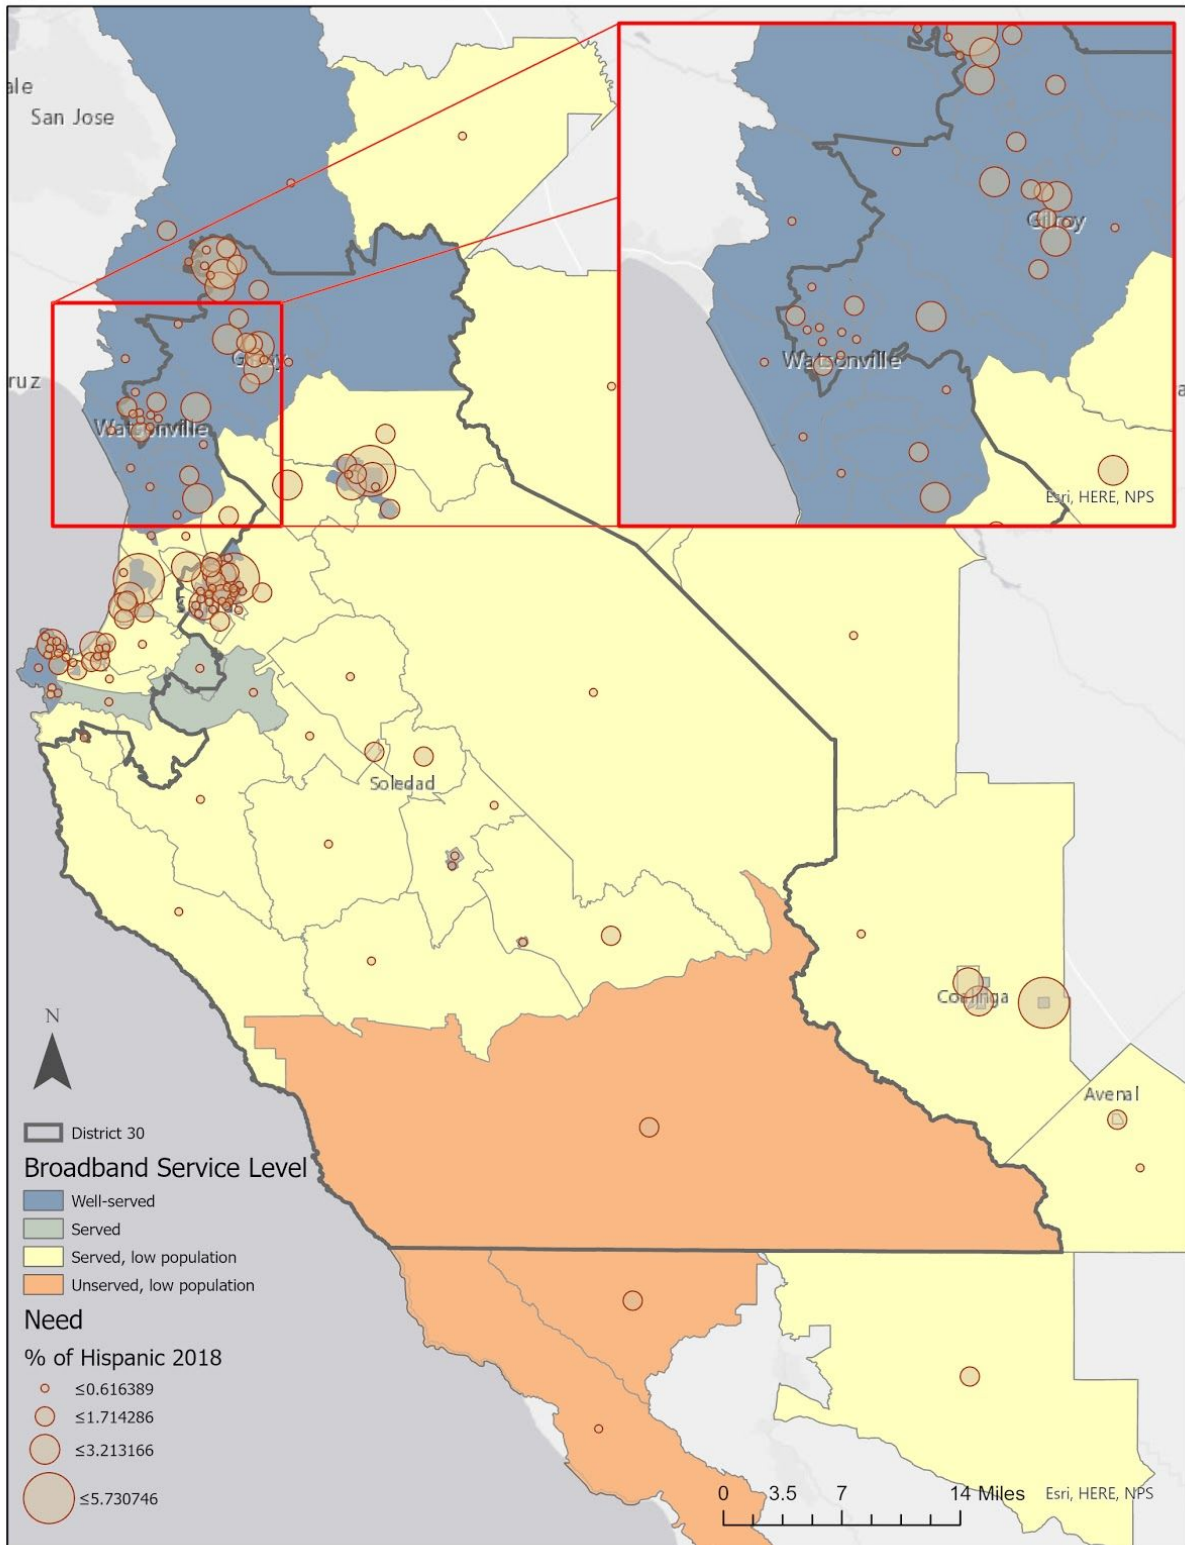 ale
San Jose
Gilroy
Watsonville
Esri, HERE, NPS
a
ruz
Gilroy
Watsonville
Soledad
Coalinga
Avenal
N
District 30
Broadband Service Level
Well-served
Served
Served, low population
Unserved, low population
Need
% of Hispanic 2018
≤0.616389
≤1.714286
≤3.213166
≤5.730746
0 3.5 7 14 Miles
Esri, HERE, NPS